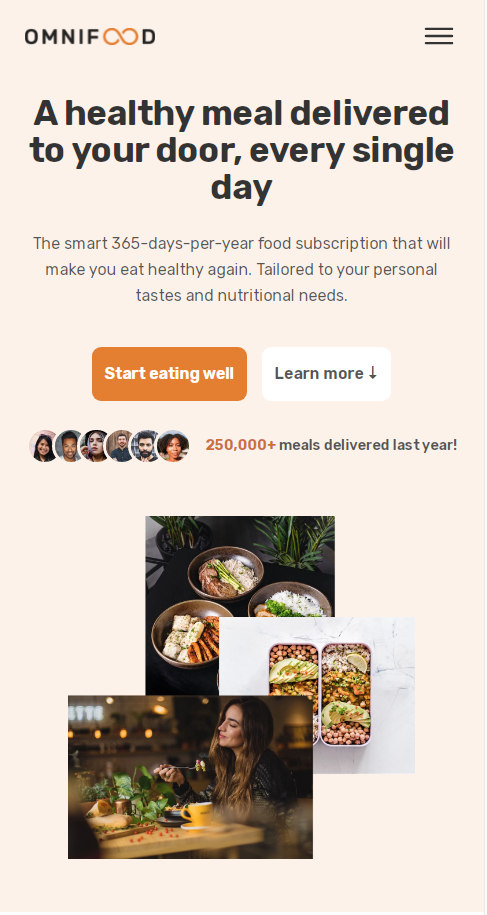 OMNIFOOD
A healthy meal delivered
to your door, every single
day
The smart 365-days-per-year food subscription that will
make you eat healthy again. Tailored to your personal
tastes and nutritional needs.
Start eating well
Learn more ↓
250,000+ meals delivered last year!